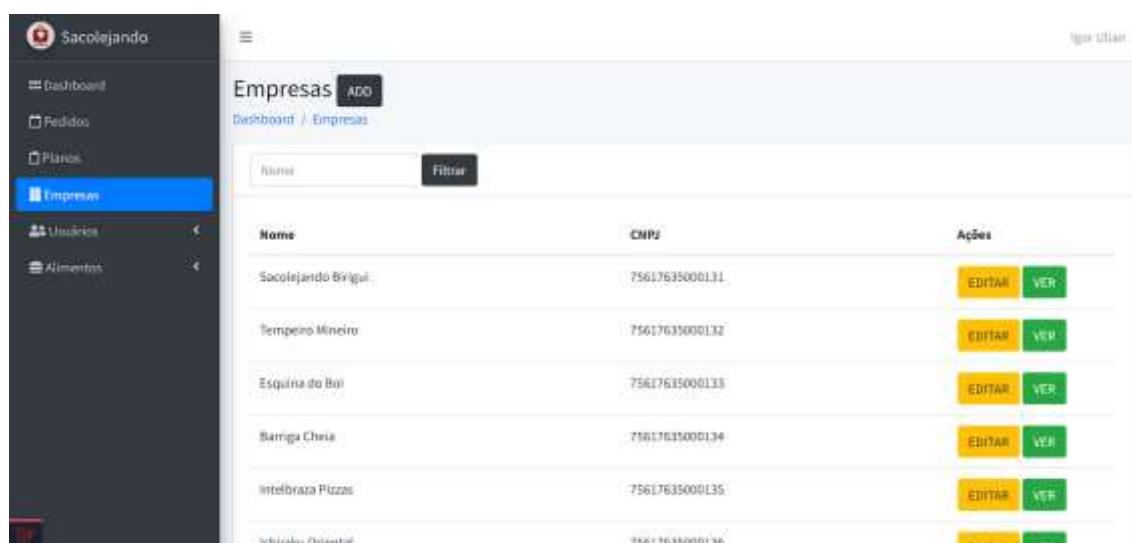 Sacolejando
Igor Ulian
Dashboard
Empresas ADD
Pedidos
Dashboard / Empresas
Planos
Nome Filtrar
Empresas
Usuários
Nome CNPJ Ações
Alimentos
Sacolejando Birigui 75617635000131 EDITAR VER
Tempeiro Mineiro 75617635000132 EDITAR VER
Esquina do Boi 75617635000133 EDITAR VER
Barriga Cheia 75617635000134 EDITAR VER
Intelbraza Pizzas 75617635000135 EDITAR VER